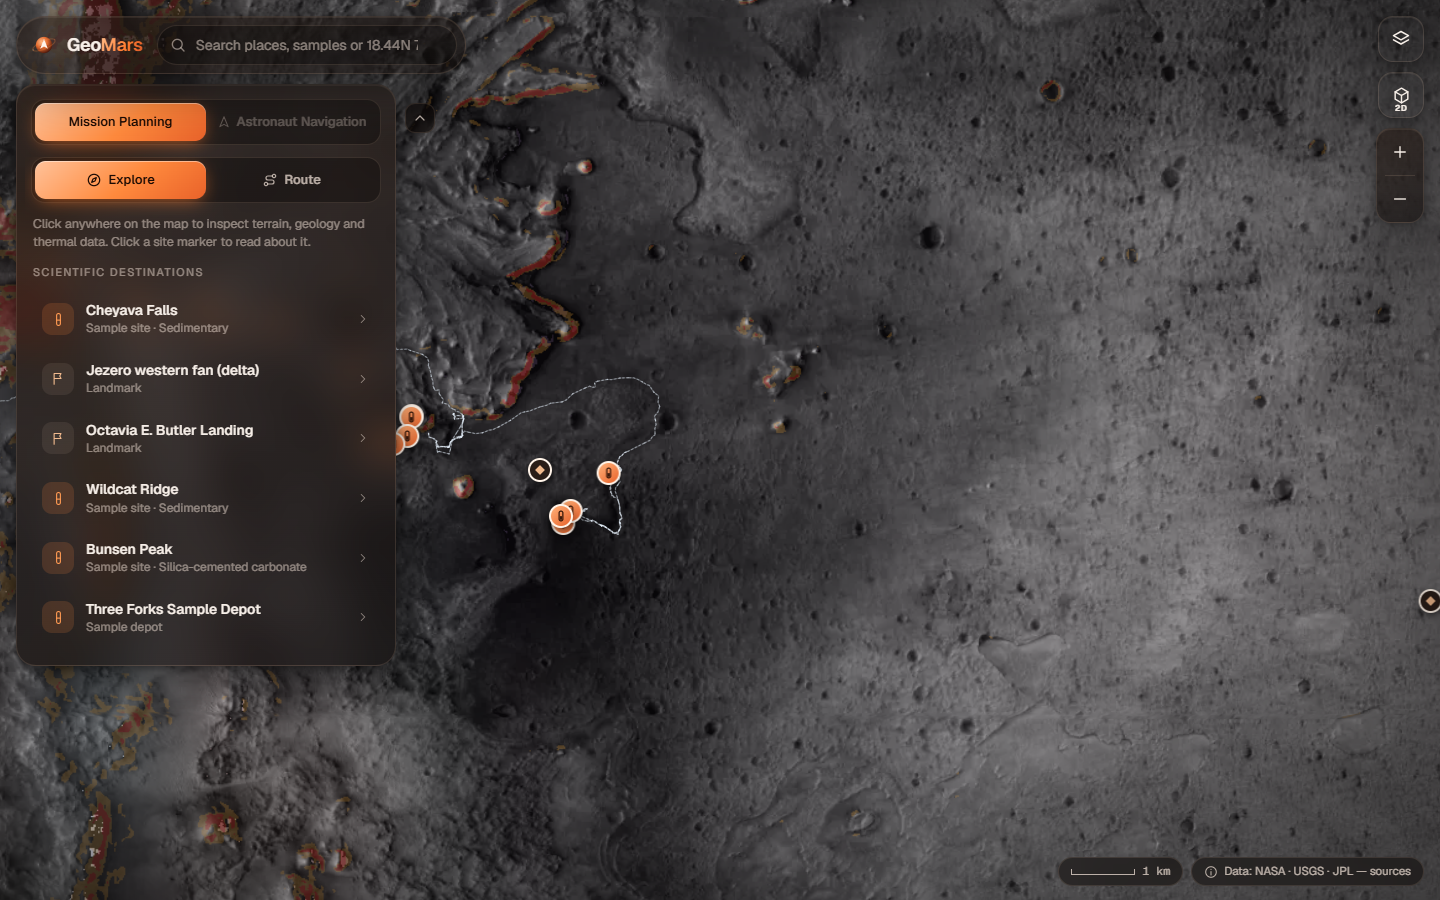 GeoMars
Search places, samples or 18.44N
Mission Planning
Astronaut Navigation
Explore
Route
Click anywhere on the map to inspect terrain, geology and
thermal data. Click a site marker to read about it.
SCIENTIFIC DESTINATIONS
Cheyava Falls
Sample site · Sedimentary
Jezero western fan (delta)
Landmark
Octavia E. Butler Landing
Landmark
Wildcat Ridge
Sample site · Sedimentary
Bunsen Peak
Sample site · Silica-cemented carbonate
Three Forks Sample Depot
Sample depot
2D
1 km
Data: NASA · USGS · JPL — sources